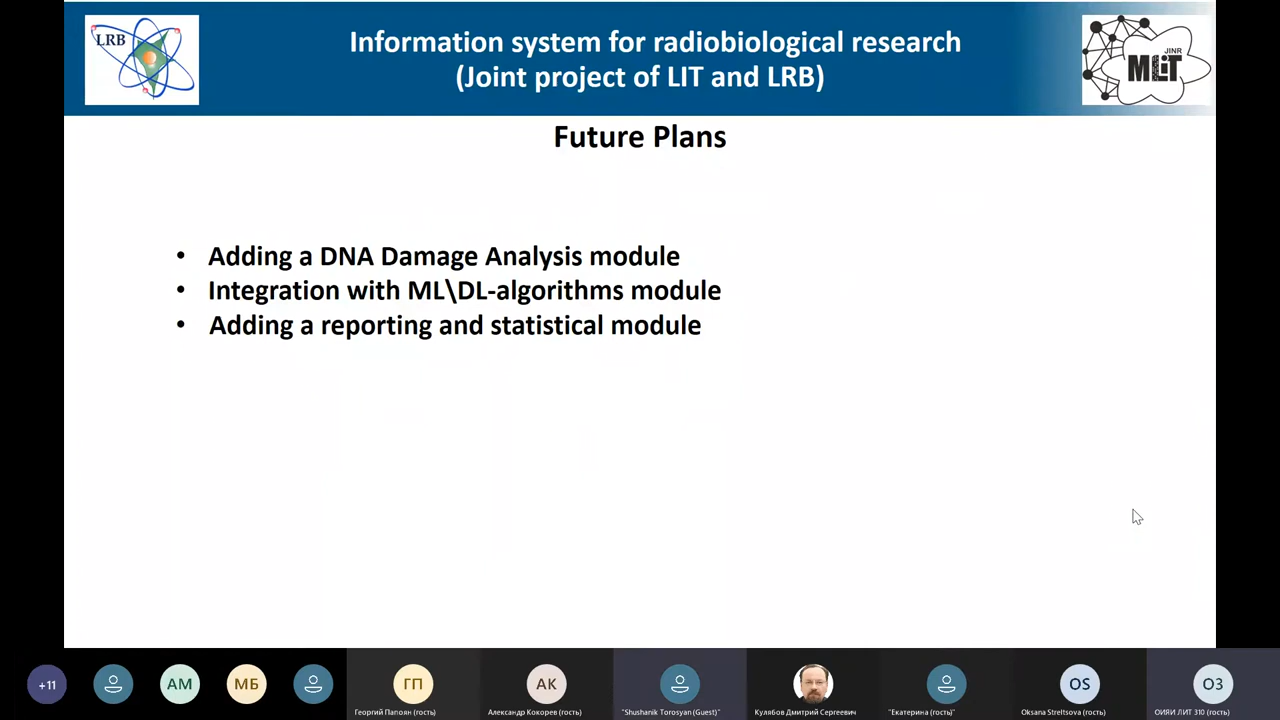 LRB
Information system for radiobiological research
(Joint project of LIT and LRB)
JINR
MLIT
Future Plans
• Adding a DNA Damage Analysis module
• Integration with ML\DL-algorithms module
• Adding a reporting and statistical module
+11
АМ
МБ
ГП
АК
OS
ОЗ
Георгий Папоян (гость)
Александр Кокорев (гость)
"Shushanik Torosyan (Guest)"
Кулябов Дмитрий Сергеевич
"Екатерина (гость)"
Oksana Streltsova (гость)
ОИЯИ ЛИТ 310 (гость)